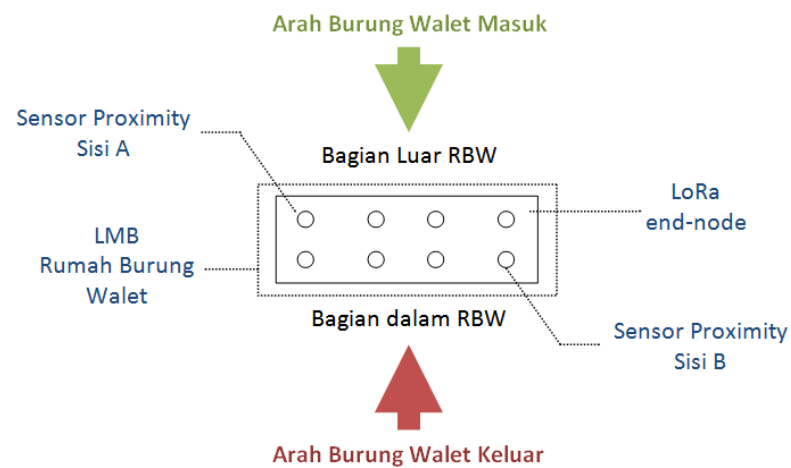 Arah Burung Walet Masuk
Sensor Proximity
Sisi A
Bagian Luar RBW
LoRa
end-node
LMB
Rumah Burung
Walet
Bagian dalam RBW
Sensor Proximity
Sisi B
Arah Burung Walet Keluar